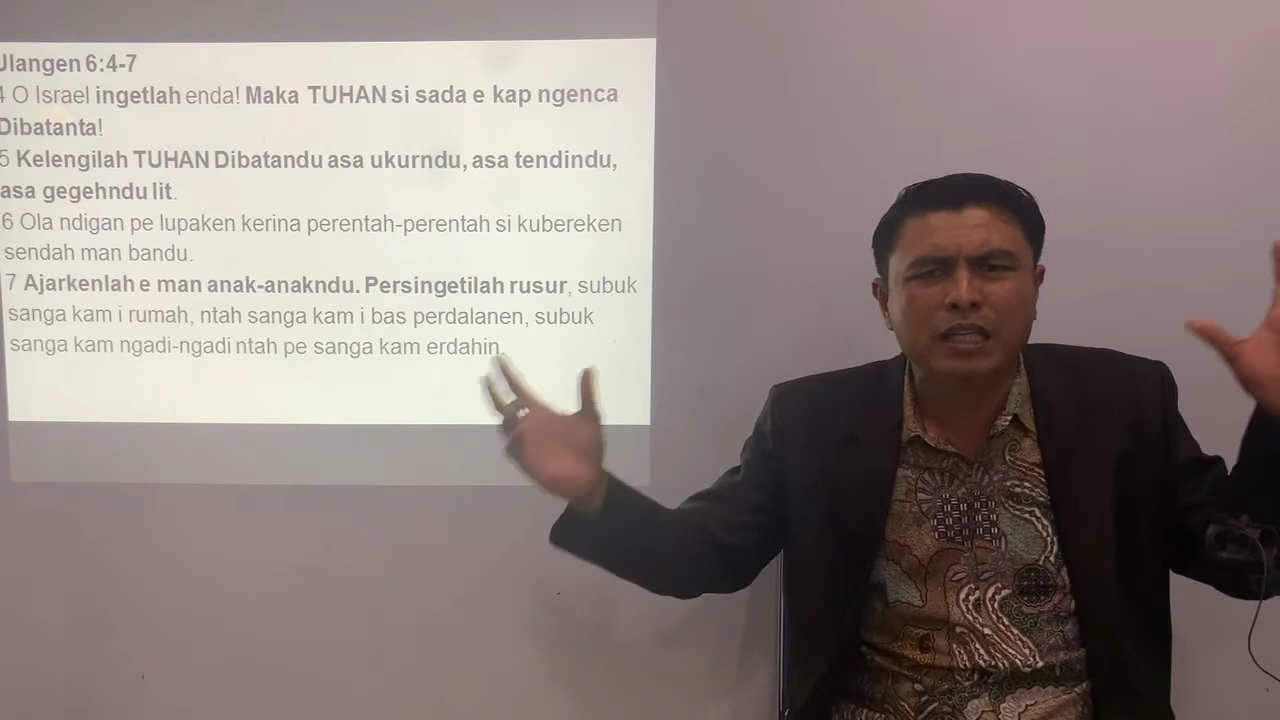 Ulangen 6:4-7
4 O Israel ingetlah enda! Maka TUHAN si sada e kap ngenca
Dibatanta!
5 Kelengilah TUHAN Dibatandu asa ukurndu, asa tendindu,
asa gegehndu lit.
6 Ola ndigan pe lupaken kerina perentah-perentah si kubereken
sendah man bandu.
7 Ajarkenlah e man anak-anakndu. Persingetilah rusur, subuk
sanga kam i rumah, ntah sanga kam i bas perdalanen, subuk
sanga kam ngadi-ngadi ntah pe sanga kam erdahin.